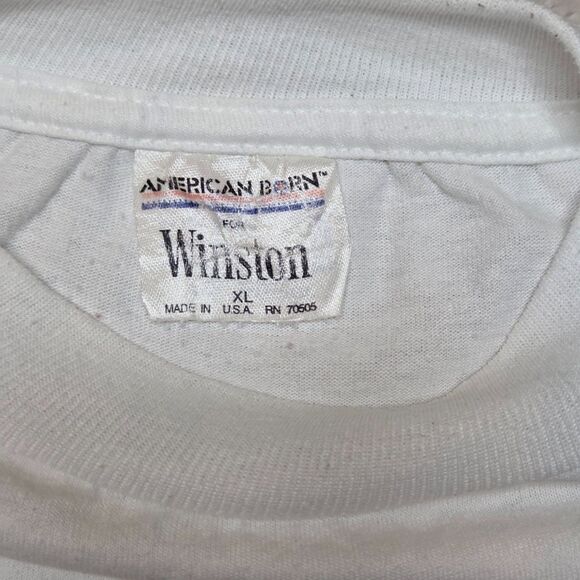 AMERICAN BORN™
FOR
Winston
XL
MADE IN U.S.A. RN 70505